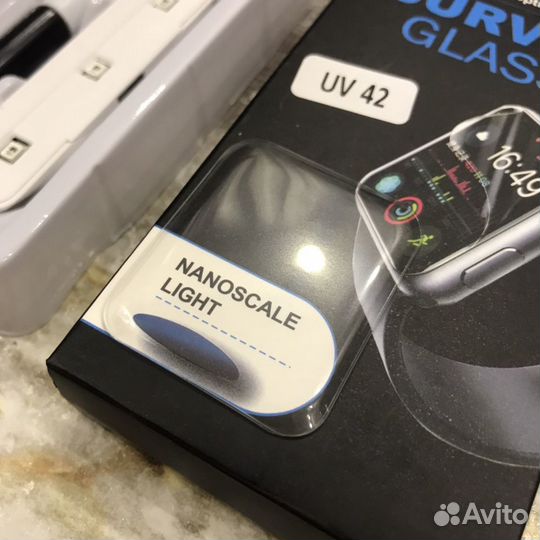 GLASS
UV 42
16:49
NANOSCALE
LIGHT
Avito